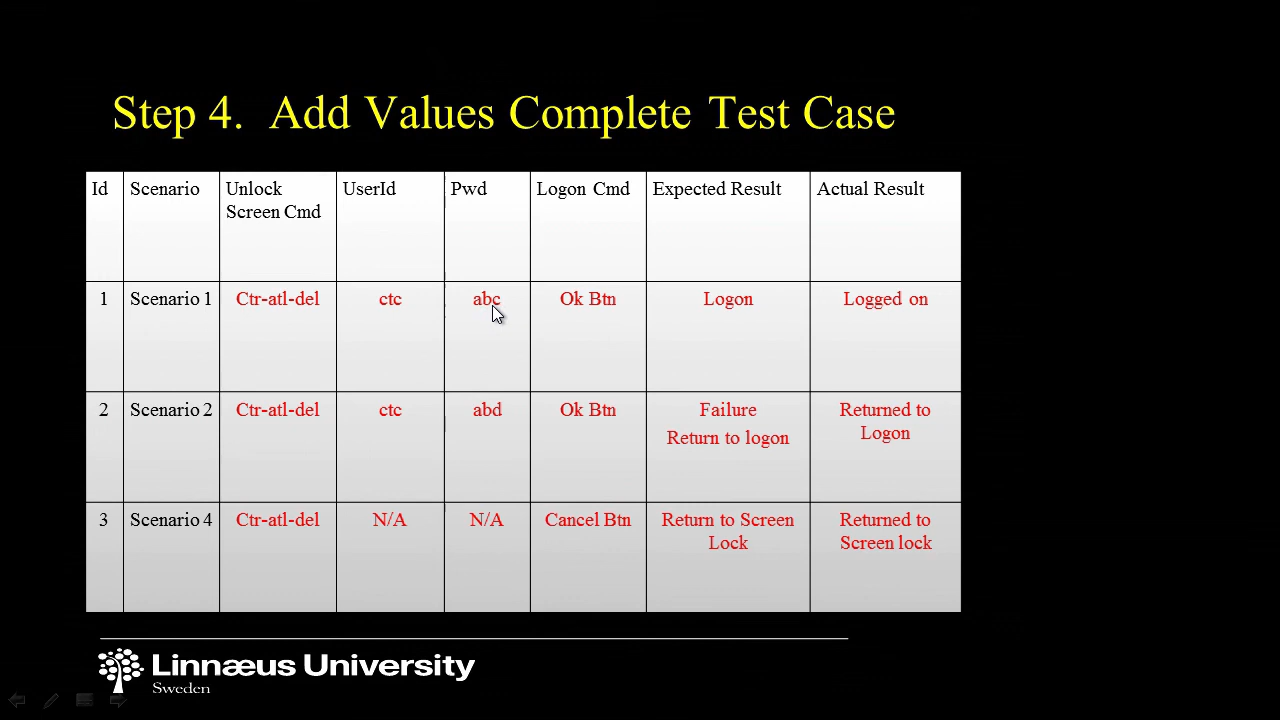 Step 4. Add Values Complete Test Case
Id Scenario Unlock UserId Pwd Logon Cmd Expected Result Actual Result
Screen Cmd
1 Scenario 1 Ctr-atl-del ctc abc Ok Btn Logon Logged on
2 Scenario 2 Ctr-atl-del ctc abd Ok Btn Failure Returned to
Return to logon Logon
3 Scenario 4 Ctr-atl-del N/A N/A Cancel Btn Return to Screen Returned to
Lock Screen lock
Linnæus University
Sweden